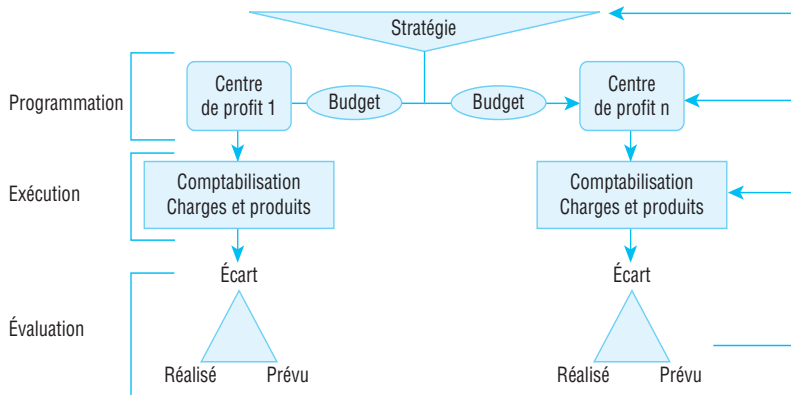 Stratégie
Programmation
Centre
de profit 1
Budget
Budget
Centre
de profit n
Exécution
Comptabilisation
Charges et produits
Comptabilisation
Charges et produits
Écart
Écart
Évaluation
Réalisé
Prévu
Réalisé
Prévu